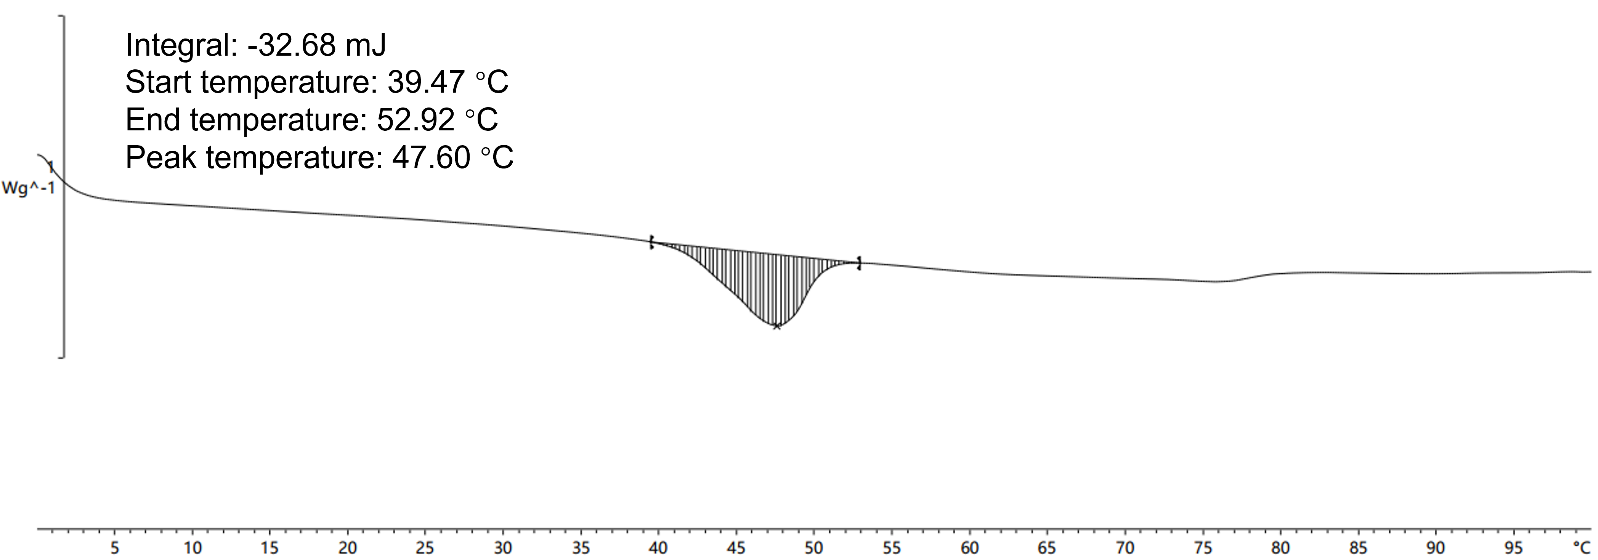 Integral: -32.68 mJ
Start temperature: 39.47 °C
End temperature: 52.92 °C
Peak temperature: 47.60 °C
1
Wg^-1
5 10 15 20 25 30 35 40 45 50 55 60 65 70 75 80 85 90 95 °C